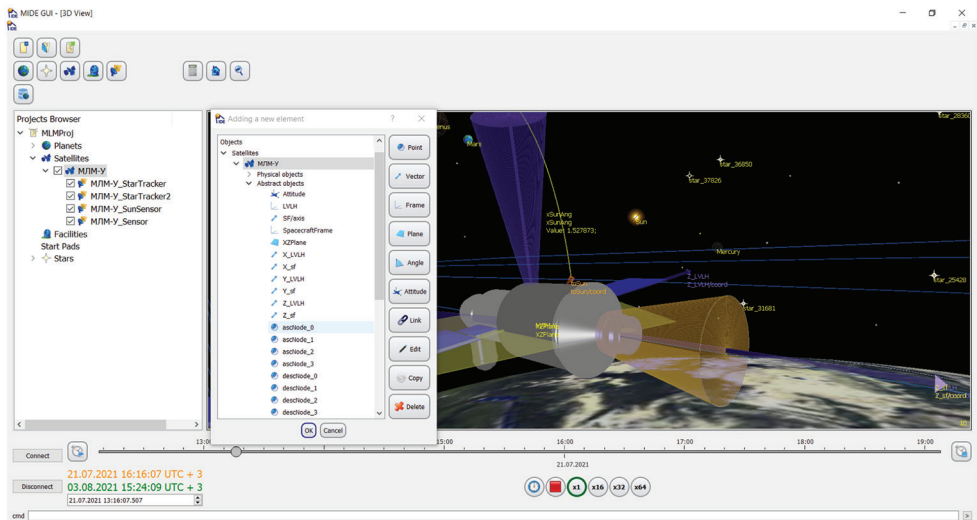 MIDE GUI - [3D View]
Projects Browser
MLMProj
Planets
Satellites
МЛМ-У
МЛМ-У_StarTracker
МЛМ-У_StarTracker2
МЛМ-У_SunSensor
МЛМ-У_Sensor
Facilities
Start Pads
Stars
Adding a new element
?
Objects
Satellites
МЛМ-У
Physical objects
Abstract objects
Attitude
LVLH
SF/axis
SpacecraftFrame
XZPlane
X_LVLH
X_sf
Y_LVLH
Y_sf
Z_LVLH
Z_sf
ascNode_0
ascNode_1
ascNode_2
ascNode_3
descNode_0
descNode_1
descNode_2
descNode_3
Point
Vector
Frame
Plane
Angle
Attitude
Link
Edit
Copy
Delete
OK Cancel
Mars
star_36850
star_37826
xSunAng
xSunAng
Value: 1.527873;
Sun
Mercury
Z_LVLH
Z_LVLH/coord
star_25428
star_31681
XZPlane
Z_sf/coord
13:0 15:00 16:00 17:00 18:00 19:00
21.07.2021
Connect
Disconnect
21.07.2021 16:16:07 UTC + 3
03.08.2021 15:24:09 UTC + 3
21.07.2021 13:16:07.507
x1 x16 x32 x64
cmd